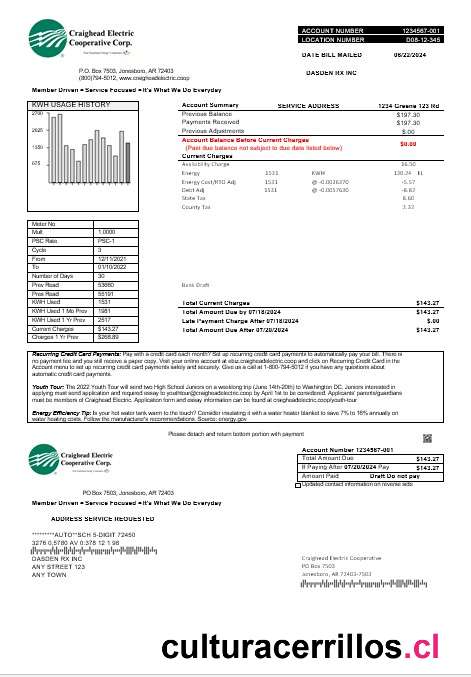 Craighead Electric
Cooperative Corp.
ACCOUNT NUMBER 1234567-001
LOCATION NUMBER D08-12-345
DATE BILL MAILED 06/22/2024
P.O. Box 7503, Jonesboro, AR 72403
(800)794-5012, www.craigheadelectric.coop
DASDEN RX INC
Member Driven • Service Focused • It's What We Do Everyday
KWH USAGE HISTORY
2700
2025
1350
675
Account Summary SERVICE ADDRESS 1234 Greene 123 Rd
Previous Balance $197.30
Payments Received $197.30
Previous Adjustments $.00
Account Balance Before Current Charges $0.00
(Past due balance not subject to due date listed below)
Current Charges
Availability Charge
Energy 1531 KWH
Energy Cost/RTO Adj 1531 @
Debt Adj 1531 @
State Tax
County Tax
Meter No
Mult 1.0000
PSC Rate PSC-1
Cycle 3
From 12/11/2021
To 01/10/2022
Number of Days 30
Prev Read 53660
Pres Read 55191
KWH Used 1531
KWH Used 1 Mo Prev 1981
KWH Used 1 Yr Prev 2517
Current Charges $143.27
Charges 1 Yr Prev $268.89
Bank Draft
Total Current Charges $143.27
Total Amount Due by 07/18/2024 $143.27
Late Payment Charge After 07/18/2024 $.00
Total Amount Due After 07/20/2024 $143.27
Recurring Credit Card Payments: Pay with a credit card each month? Set up recurring credit card payments to automatically pay your bill. There is
no payment fee and you still receive a paper copy. Visit your online account at ebiz.craigheadelectric.coop and click on Recurring Credit Card in the
Account menu to set up recurring credit card payments safely and securely. Give us a call at 1-800-794-5012 if you have any questions about
automatic credit card payments.
Youth Tour: The 2022 Youth Tour will send two High School Juniors on a weeklong trip (June 14th-20th) to Washington DC. Juniors interested in
applying must send application and required essay to youthtour@craigheadelectric.coop by April 1st to be considered. Applicants' parents/guardians
must be members of Craighead Electric. Application form and essay information can be found at craigheadelectric.coop/youth-tour
Energy Efficiency Tip: Is your hot water tank warm to the touch? Consider insulating it with a water heater blanket to save 7% to 16% annually on
water heating costs. Follow the manufacture's recommendations. Source: energy.gov
Please detach and return bottom portion with payment
Craighead Electric
Cooperative Corp.
Account Number 1234567-001
Total Amount Due $143.27
If Paying After 07/20/2024 Pay $143.27
Amount Paid Draft Do not pay
Updated contact information on reverse side
PO Box 7503, Jonesboro, AR 72403
Member Driven • Service Focused • It's What We Do Everyday
ADDRESS SERVICE REQUESTED
*********AUTO**SCH 5-DIGIT 72450
3276 0.5780 AV 0.378 12 1 98
DASDEN RX INC
ANY STREET 123
ANY TOWN
Craighead Electric Cooperative
PO Box 7503
Jonesboro, AR 72403-7503
culturacerrillos.cl